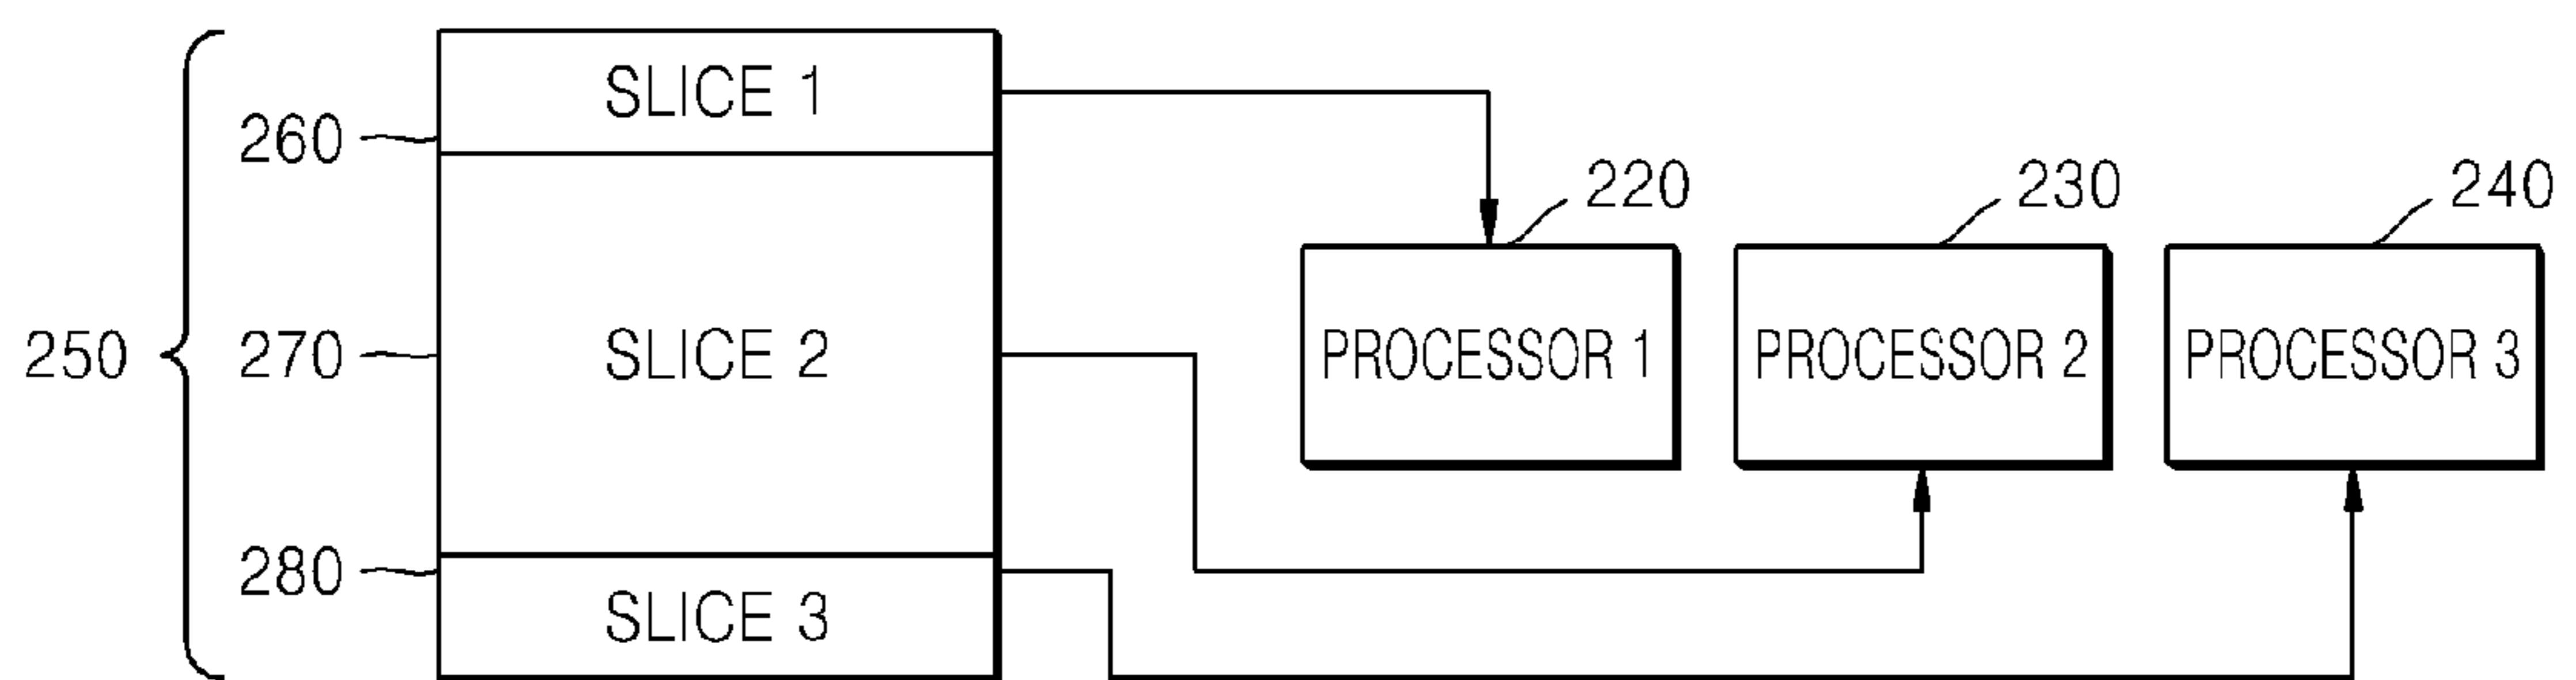 SLICE 1
260
220
230
240
250
270
SLICE 2
PROCESSOR 1
PROCESSOR 2
PROCESSOR 3
280
SLICE 3